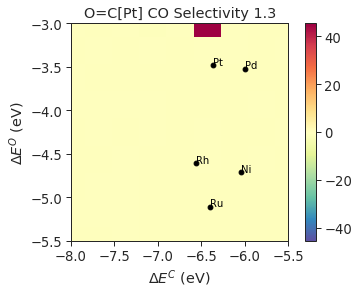 O=C[Pt] CO Selectivity 1.3
−3.0
−3.5
−4.0
−4.5
−5.0
−5.5
ΔE^O (eV)
Pt
Pd
Rh
Ni
Ru
−8.0 −7.5 −7.0 −6.5 −6.0 −5.5
ΔE^C (eV)
40
20
0
−20
−40